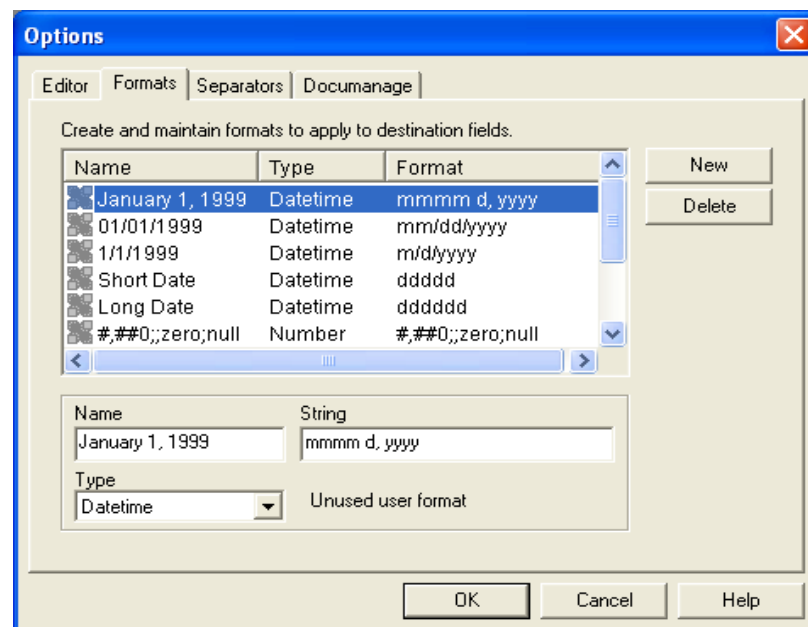 Options
Editor Formats Separators Documanage
Create and maintain formats to apply to destination fields.
Name Type Format
January 1, 1999 Datetime mmmm d, yyyy
01/01/1999 Datetime mm/dd/yyyy
1/1/1999 Datetime m/d/yyyy
Short Date Datetime ddddd
Long Date Datetime dddddd
#,##0;;zero;null Number #,##0;;zero;null
New
Delete
Name String
January 1, 1999 mmmm d, yyyy
Type
Datetime Unused user format
OK Cancel Help